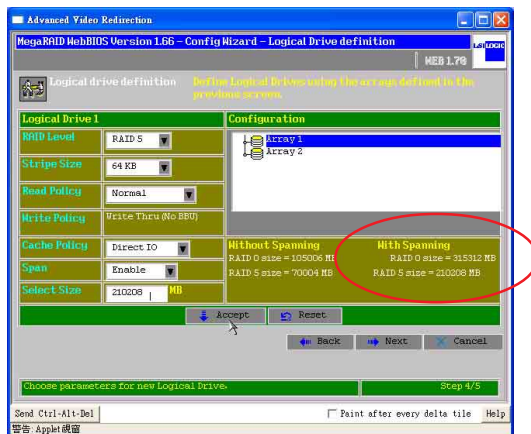 Advanced Video Redirection
MegaRAID WebBIOS Version 1.66 - Config Wizard - Logical Drive definition
LSI LOGIC
WEB 1.79
Logical drive definition
Define Logical Drives using the arrays defined in the previous screen.
Logical Drive 1
Configuration
RAID Level
RAID 5
Array 1
Array 2
Stripe Size
64 KB
Read Policy
Normal
Write Policy
Write Thru (No BBU)
Cache Policy
Direct IO
Without Spanning
With Spanning
RAID 0 size = 105006 MB
RAID 0 size = 315312 MB
Span
Enable
RAID 5 size = 70004 MB
RAID 5 size = 210208 MB
Select Size
210208
MB
Accept
Reset
Back
Next
Cancel
Choose parameters for new Logical Drive.
Step 4/5
Send Ctrl-Alt-Del
Paint after every delta tile
Help
警告: Applet 視窗